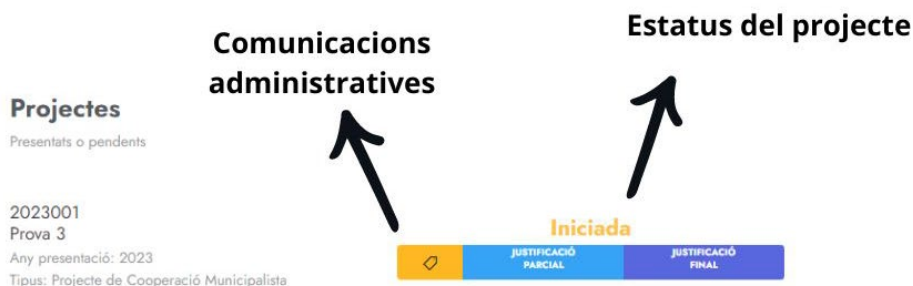 Comunicacions
administratives
Estatus del projecte
Projectes
Presentats o pendents
2023001
Prova 3
Any presentació: 2023
Tipus: Projecte de Cooperació Municipalista
Iniciada
JUSTIFICACIÓ
PARCIAL
JUSTIFICACIÓ
FINAL